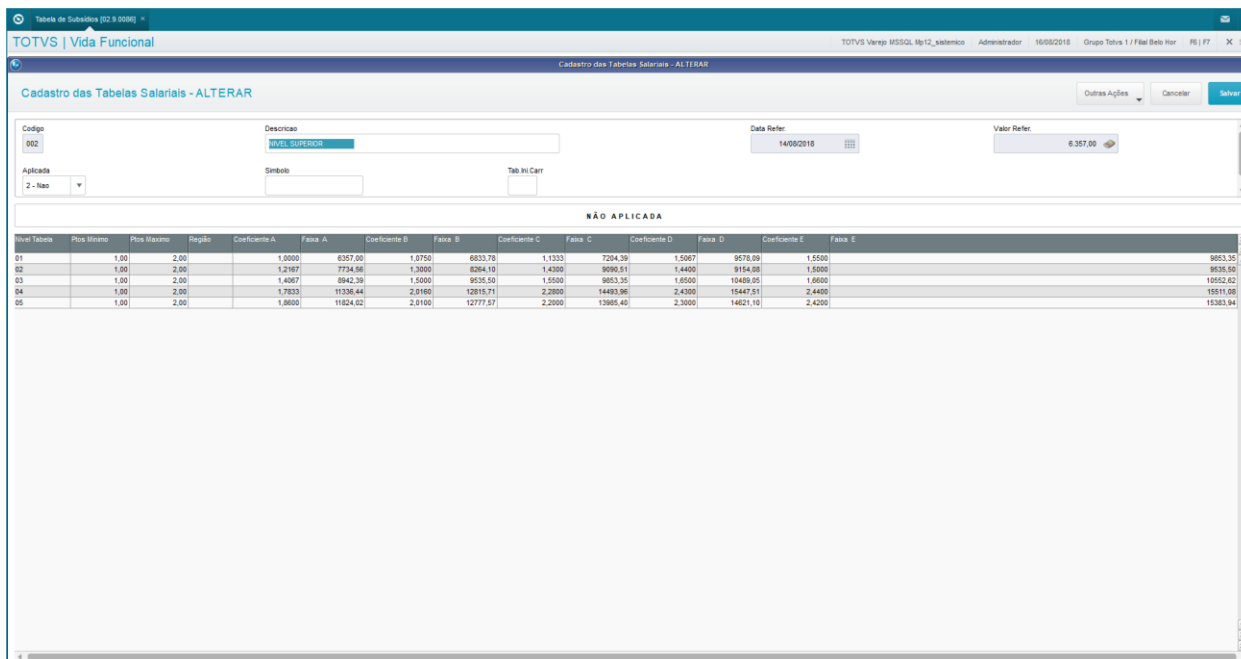 Tabela de Subsídios [02.9.0086] ×
TOTVS | Vida Funcional TOTVS Varejo MSSQL Mp12_sistemico Administrador 16/08/2018 Grupo Totvs 1 / Filial Belo Hor F6 | F7 X
Cadastro das Tabelas Salariais - ALTERAR
Cadastro das Tabelas Salariais - ALTERAR Outras Ações Cancelar Salvar
Codigo Descricao Data Refer. Valor Refer.
002 NIVEL SUPERIOR 14/08/2018 6.357,00
Aplicada Simbolo Tab.Ini.Carr
2 - Nao
NÃO APLICADA
Nivel Tabela Ptos Minimo Ptos Maximo Região Coeficiente A Faixa A Coeficiente B Faixa B Coeficiente C Faixa C Coeficiente D Faixa D Coeficiente E Faixa E
01 1,00 2,00 1,0000 6357,00 1,0750 6833,78 1,1333 7204,39 1,5067 9578,09 1,5500 9853,35
02 1,00 2,00 1,2167 7734,56 1,3000 8264,10 1,4300 9090,51 1,4400 9154,08 1,5000 9535,50
03 1,00 2,00 1,4067 8942,39 1,5000 9535,50 1,5500 9853,35 1,6500 10489,05 1,6600 10552,62
04 1,00 2,00 1,7833 11336,44 2,0160 12815,71 2,2800 14493,96 2,4300 15447,51 2,4400 15511,08
05 1,00 2,00 1,8600 11824,02 2,0100 12777,57 2,2000 13985,40 2,3000 14621,10 2,4200 15383,94